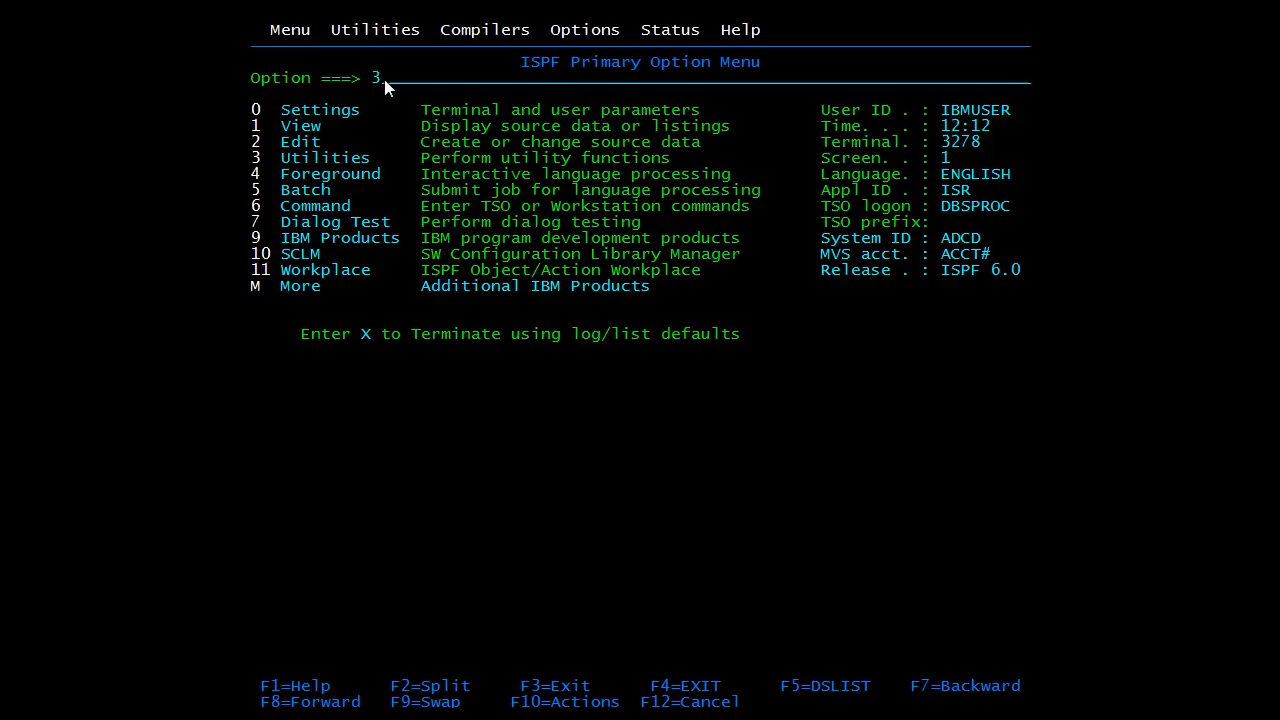 Menu Utilities Compilers Options Status Help
ISPF Primary Option Menu
Option ===> 3
0 Settings Terminal and user parameters User ID . : IBMUSER
1 View Display source data or listings Time. . . : 12:12
2 Edit Create or change source data Terminal. : 3278
3 Utilities Perform utility functions Screen. . : 1
4 Foreground Interactive language processing Language. : ENGLISH
5 Batch Submit job for language processing Appl ID . : ISR
6 Command Enter TSO or Workstation commands TSO logon : DBSPROC
7 Dialog Test Perform dialog testing TSO prefix:
9 IBM Products IBM program development products System ID : ADCD
10 SCLM SW Configuration Library Manager MVS acct. : ACCT#
11 Workplace ISPF Object/Action Workplace Release . : ISPF 6.0
M More Additional IBM Products
Enter X to Terminate using log/list defaults
F1=Help F2=Split F3=Exit F4=EXIT F5=DSLIST F7=Backward
F8=Forward F9=Swap F10=Actions F12=Cancel